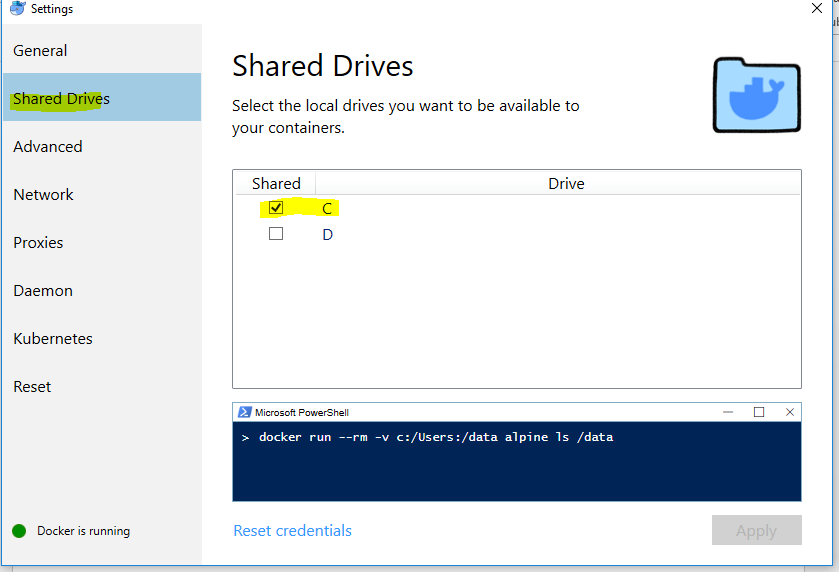 Settings
General
Shared Drives
Advanced
Network
Proxies
Daemon
Kubernetes
Reset
Docker is running
Shared Drives
Select the local drives you want to be available to
your containers.
Shared Drive
C
D
Microsoft PowerShell
> docker run --rm -v c:/Users:/data alpine ls /data
Reset credentials
Apply